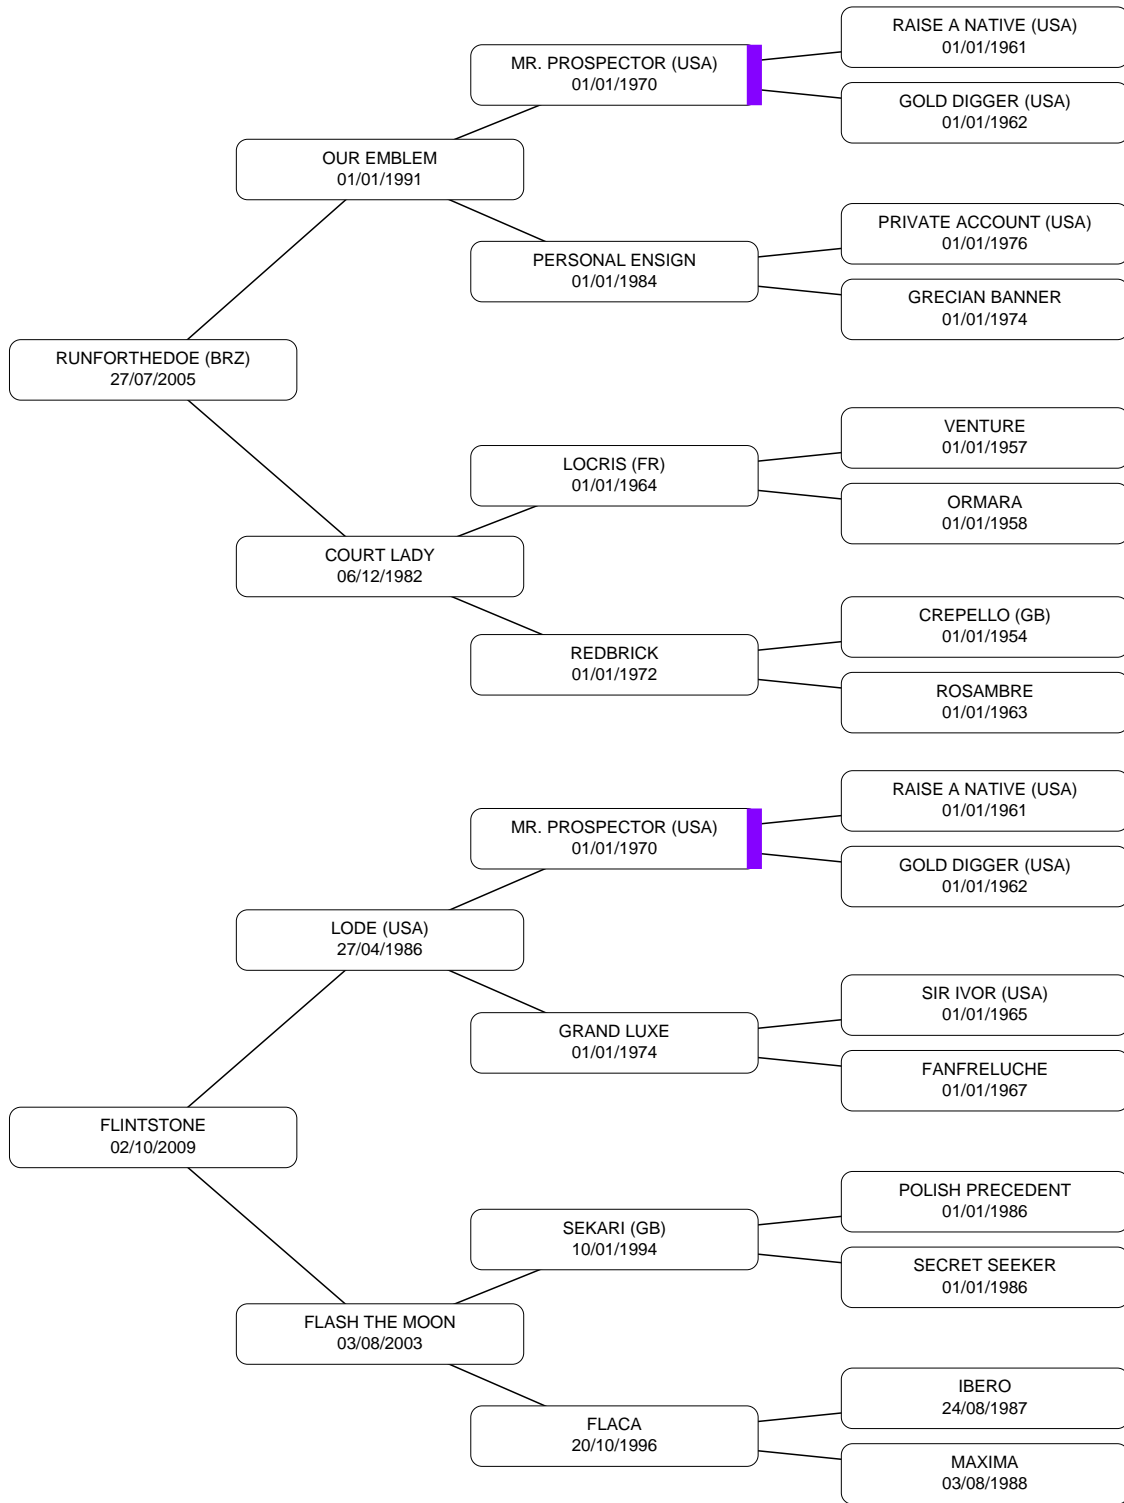 RAISE A NATIVE (USA)
01/01/1961
MR. PROSPECTOR (USA)
01/01/1970
GOLD DIGGER (USA)
01/01/1962
OUR EMBLEM
01/01/1991
PRIVATE ACCOUNT (USA)
01/01/1976
PERSONAL ENSIGN
01/01/1984
GRECIAN BANNER
01/01/1974
RUNFORTHEDOE (BRZ)
27/07/2005
VENTURE
01/01/1957
LOCRIS (FR)
01/01/1964
ORMARA
01/01/1958
COURT LADY
06/12/1982
CREPELLO (GB)
01/01/1954
REDBRICK
01/01/1972
ROSAMBRE
01/01/1963
RAISE A NATIVE (USA)
01/01/1961
MR. PROSPECTOR (USA)
01/01/1970
GOLD DIGGER (USA)
01/01/1962
LODE (USA)
27/04/1986
SIR IVOR (USA)
01/01/1965
GRAND LUXE
01/01/1974
FANFRELUCHE
01/01/1967
FLINTSTONE
02/10/2009
POLISH PRECEDENT
01/01/1986
SEKARI (GB)
10/01/1994
SECRET SEEKER
01/01/1986
FLASH THE MOON
03/08/2003
IBERO
24/08/1987
FLACA
20/10/1996
MAXIMA
03/08/1988